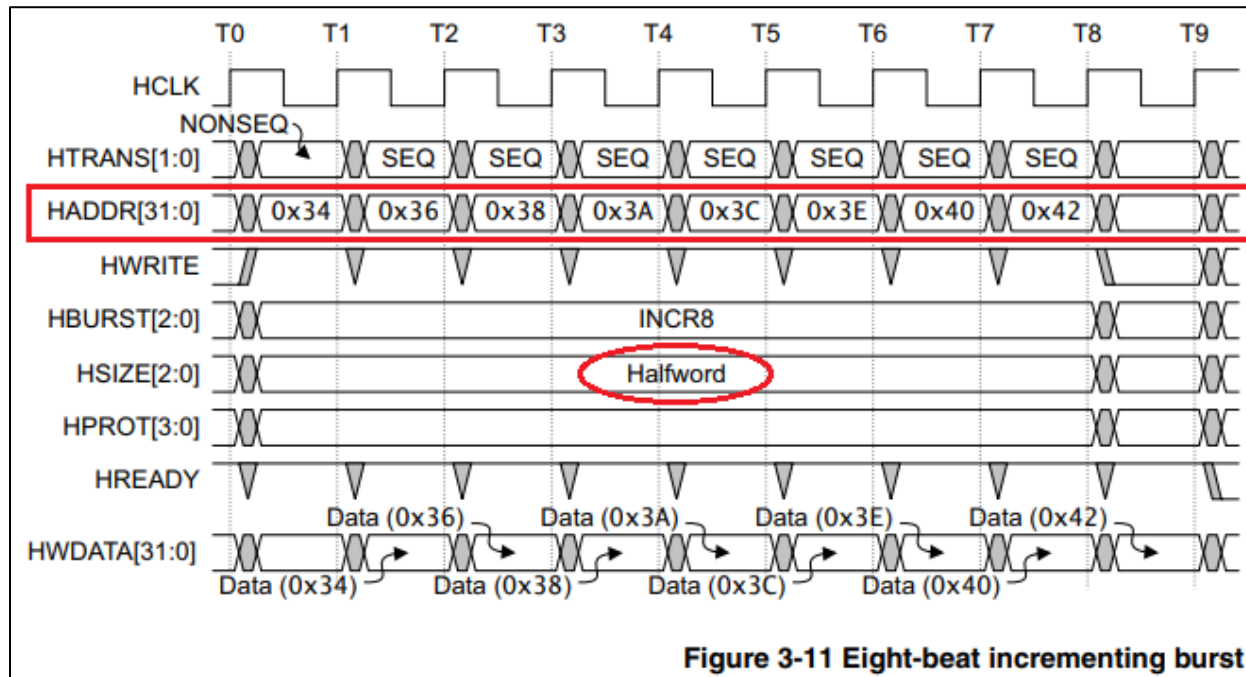 T0 T1 T2 T3 T4 T5 T6 T7 T8 T9
HCLK
NONSEQ
HTRANS[1:0] SEQ SEQ SEQ SEQ SEQ SEQ SEQ
HADDR[31:0] 0x34 0x36 0x38 0x3A 0x3C 0x3E 0x40 0x42
HWRITE
HBURST[2:0] INCR8
HSIZE[2:0] Halfword
HPROT[3:0]
HREADY
Data (0x36) Data (0x3A) Data (0x3E) Data (0x42)
HWDATA[31:0]
Data (0x34) Data (0x38) Data (0x3C) Data (0x40)
Figure 3-11 Eight-beat incrementing burst